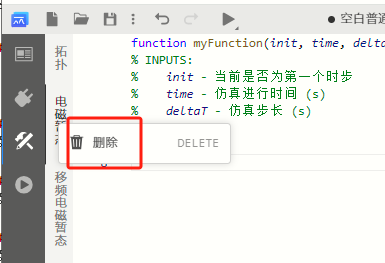 空白普通
拓扑
电磁暂态
移频电磁暂态
function myFunction(init, time, delta
% INPUTS:
% init - 当前是否为第一个时步
% time - 仿真进行时间 (s)
% deltaT - 仿真步长 (s)
删除 DELETE